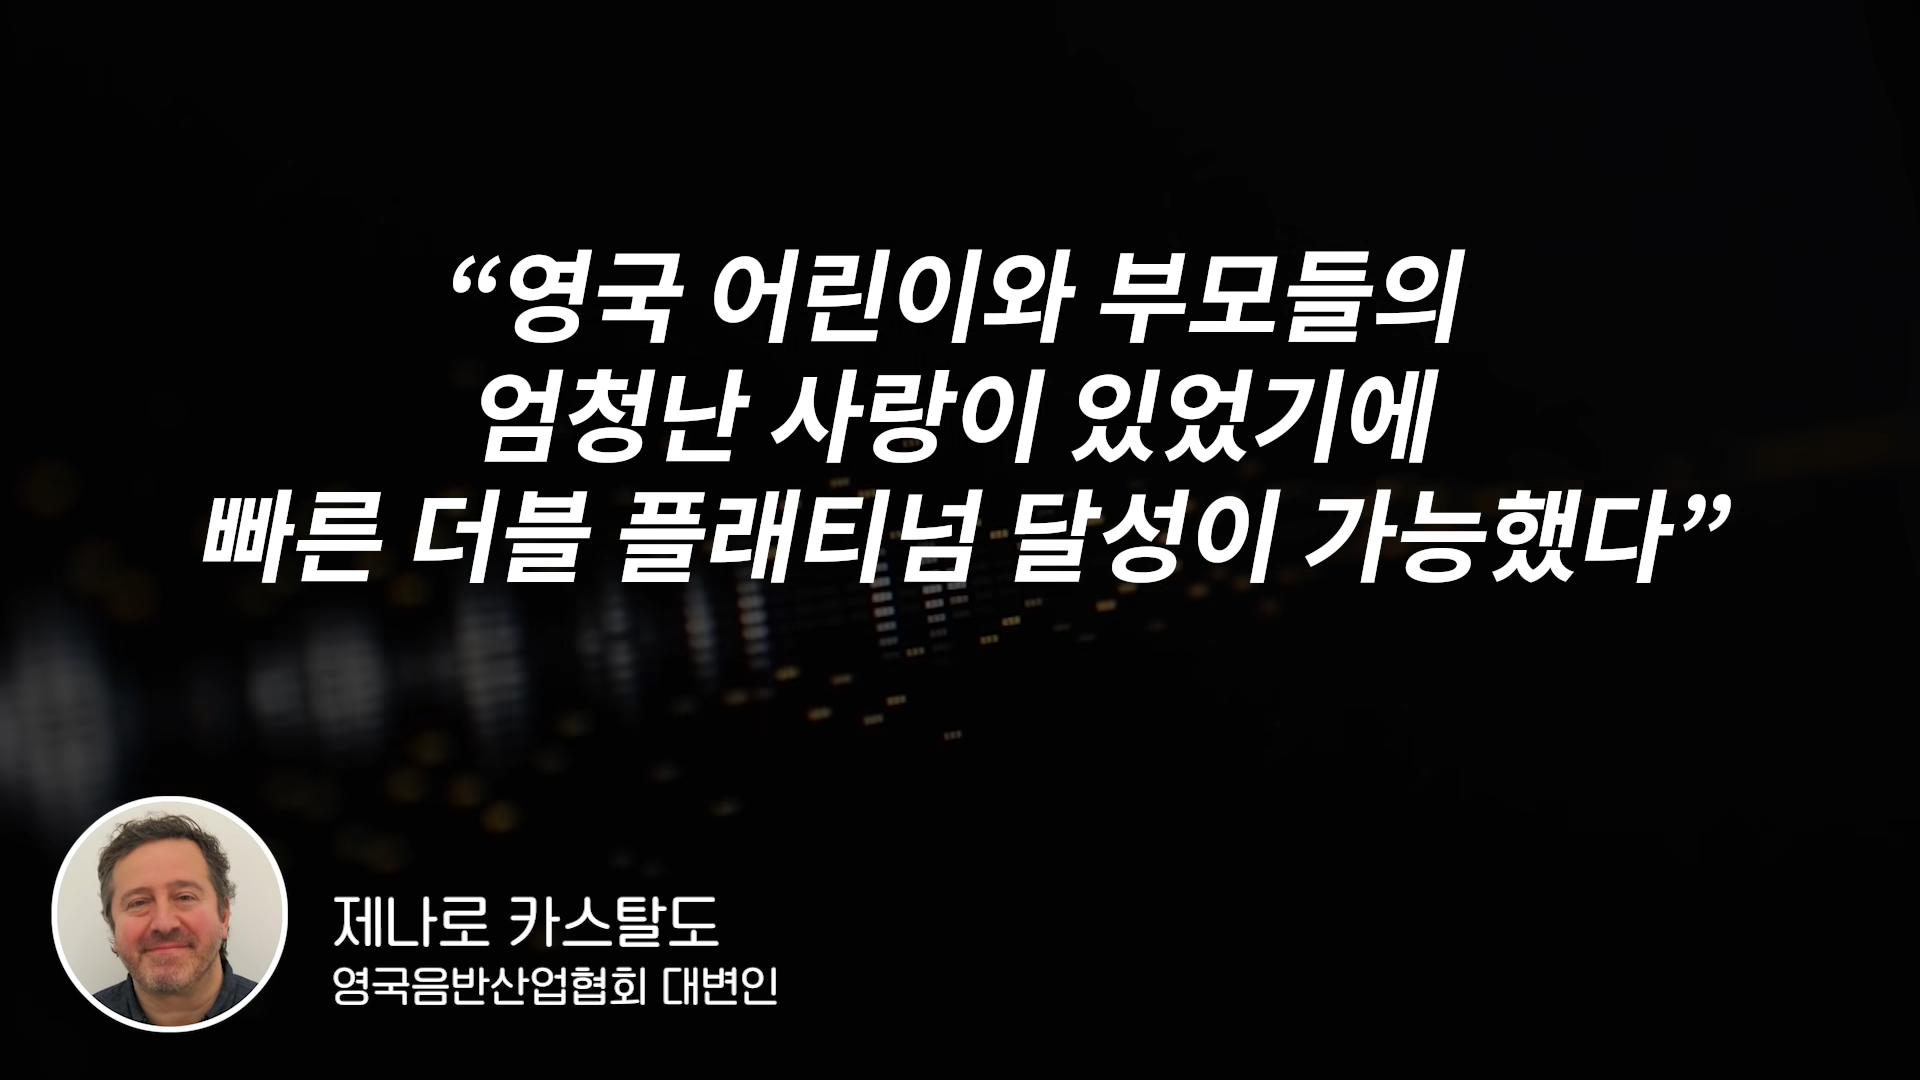 “영국 어린이와 부모들의
엄청난 사랑이 있었기에
빠른 더블 플래티넘 달성이 가능했다”
제나로 카스탈도
영국음반산업협회 대변인